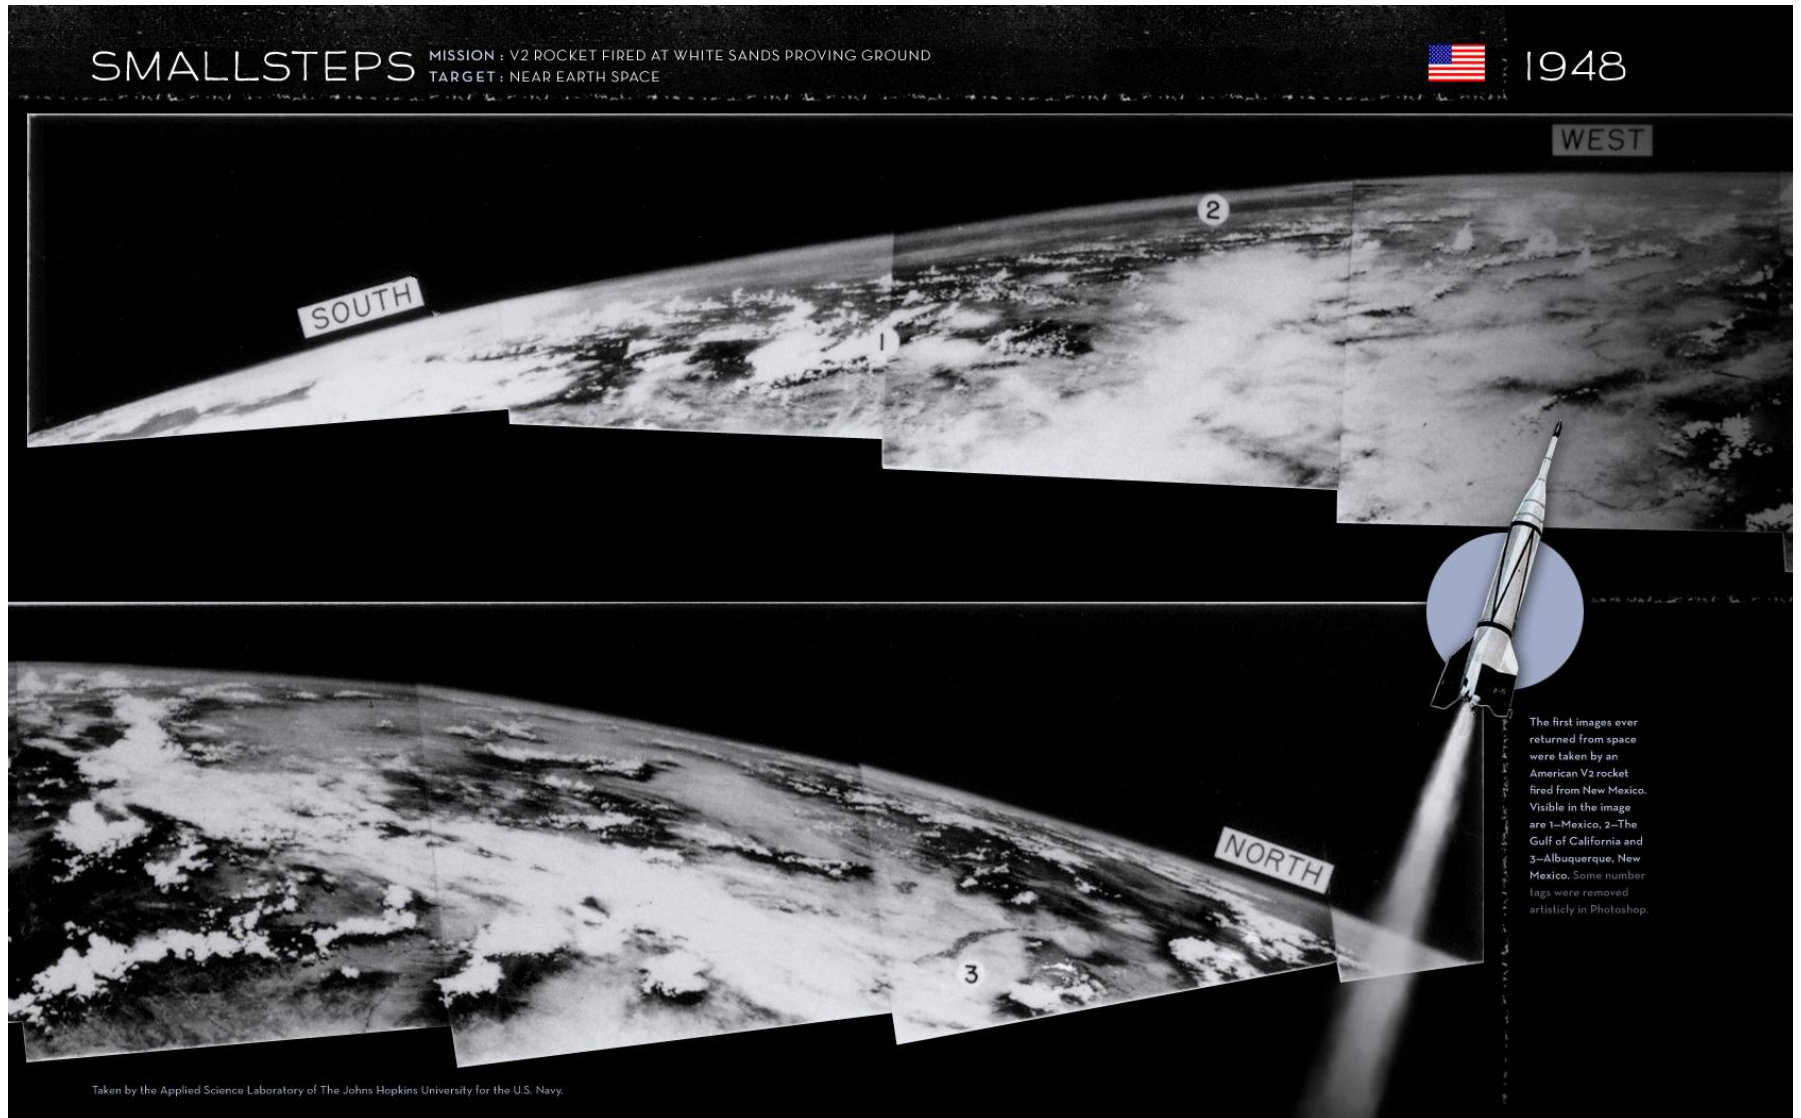 SMALLSTEPS
MISSION : V2 ROCKET FIRED AT WHITE SANDS PROVING GROUND
TARGET : NEAR EARTH SPACE
1948
WEST
2
SOUTH
1
NORTH
3
The first images ever
returned from space
were taken by an
American V2 rocket
fired from New Mexico.
Visible in the image
are 1—Mexico, 2—The
Gulf of California and
3—Albuquerque, New
Mexico. Some number
tags were removed
artisticly in Photoshop.
Taken by the Applied Science Laboratory of The Johns Hopkins University for the U.S. Navy.